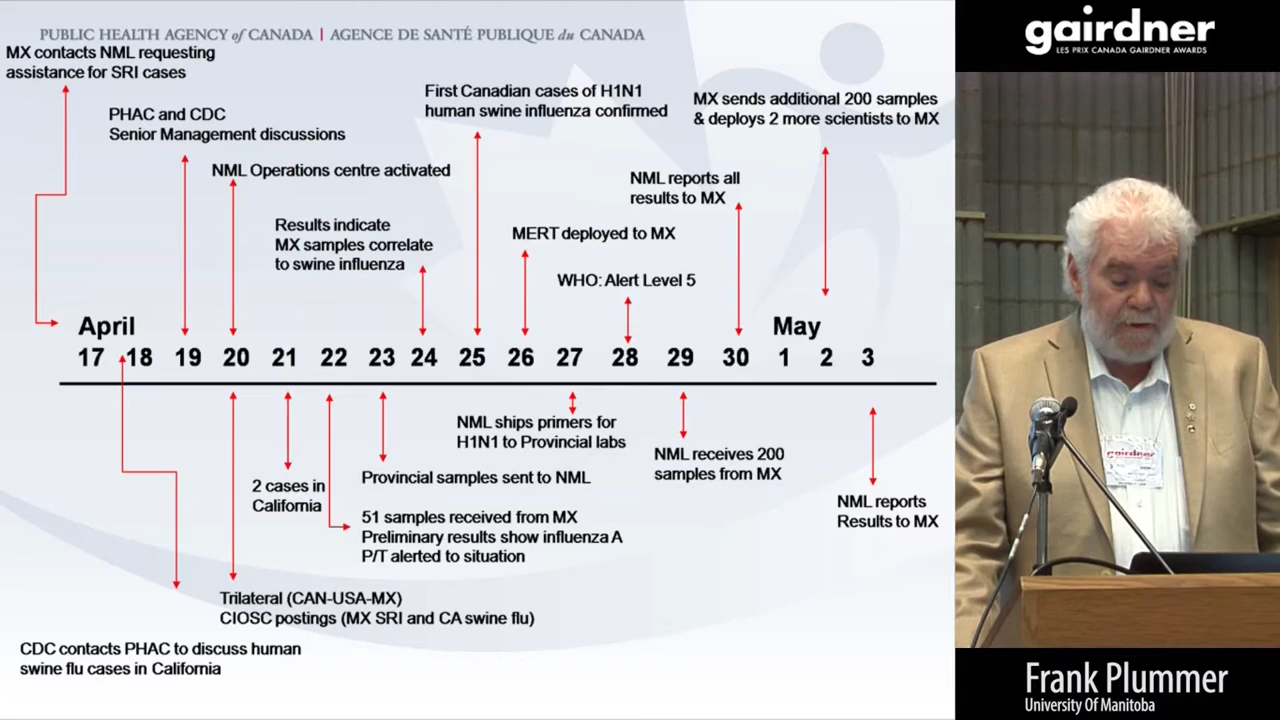 PUBLIC HEALTH AGENCY of CANADA | AGENCE DE SANTÉ PUBLIQUE du CANADA
MX contacts NML requesting
assistance for SRI cases
PHAC and CDC
Senior Management discussions
NML Operations centre activated
Results indicate
MX samples correlate
to swine influenza
First Canadian cases of H1N1
human swine influenza confirmed
MERT deployed to MX
WHO: Alert Level 5
NML reports all
results to MX
MX sends additional 200 samples
& deploys 2 more scientists to MX
April
May
17 18 19 20 21 22 23 24 25 26 27 28 29 30 1 2 3
NML ships primers for
H1N1 to Provincial labs
NML receives 200
samples from MX
2 cases in
California
Provincial samples sent to NML
51 samples received from MX
Preliminary results show influenza A
P/T alerted to situation
NML reports
Results to MX
Trilateral (CAN-USA-MX)
CIOSC postings (MX SRI and CA swine flu)
CDC contacts PHAC to discuss human
swine flu cases in California
gairdner
LES PRIX CANADA GAIRDNER AWARDS
gairdner
Frank Plummer
University Of Manitoba